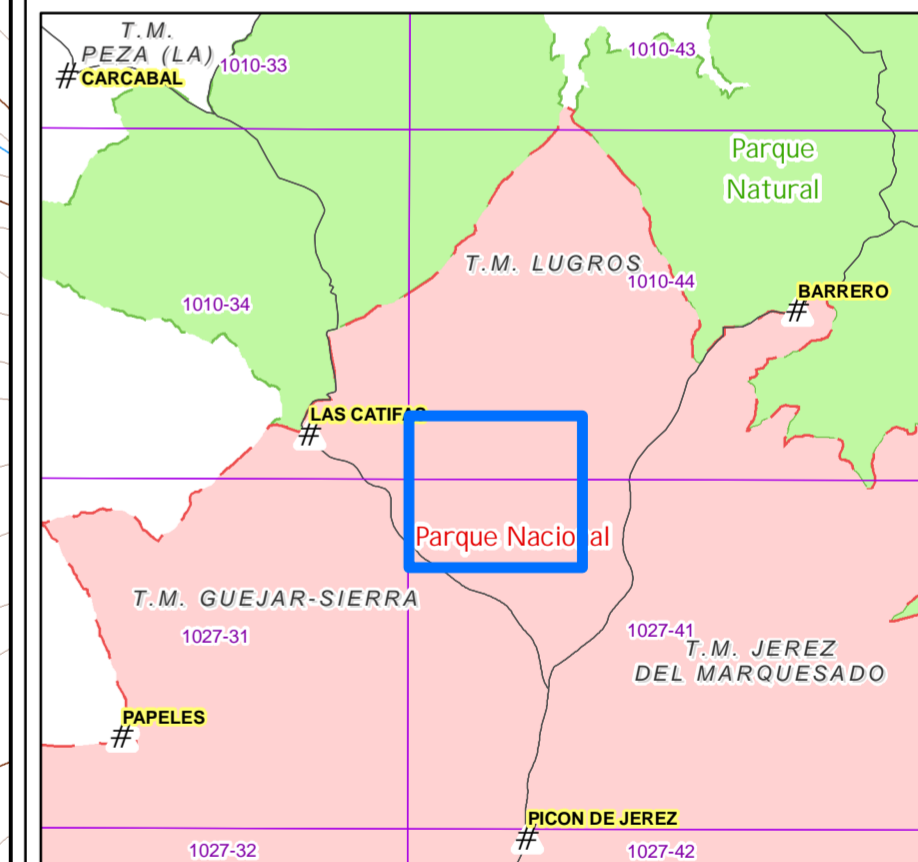 T.M.
PEZA (LA)
1010-33
1010-43
# CARCABAL
Parque
Natural
T.M. LUGROS
1010-44
BARRERO
#
1010-34
LAS CATIFAS
#
Parque Nacional
T.M. GUEJAR-SIERRA
1027-31
1027-41
T.M. JEREZ
DEL MARQUESADO
PAPELES
#
PICON DE JEREZ
#
1027-32
1027-42